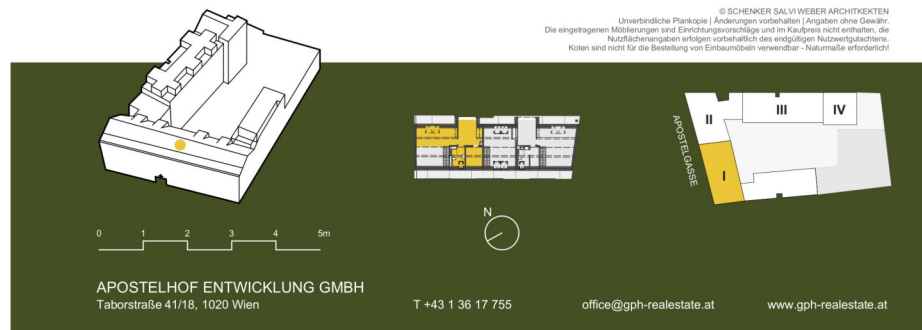 © SCHENKER SALVI WEBER ARCHITKEKTEN
Unverbindliche Plankopie | Änderungen vorbehalten | Angaben ohne Gewähr.
Die eingetragenen Möblierungen sind Einrichtungsvorschläge und im Kaufpreis nicht enthalten, die
Nutzflächenangaben erfolgen vorbehaltlich des endgültigen Nutzwertgutachtens.
Koten sind nicht für die Bestellung von Einbaumöbeln verwendbar - Naturmaße erforderlich!
II
III
IV
APOSTELGASSE
I
N
0 1 2 3 4 5m
APOSTELHOF ENTWICKLUNG GMBH
Taborstraße 41/18, 1020 Wien
T +43 1 36 17 755
office@gph-realestate.at
www.gph-realestate.at